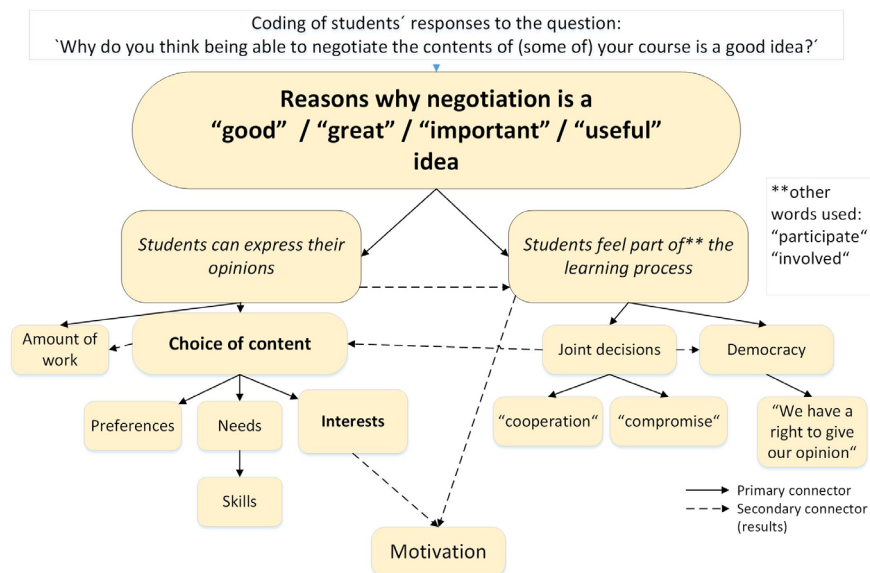 Coding of students´ responses to the question:
`Why do you think being able to negotiate the contents of (some of) your course is a good idea?´
Reasons why negotiation is a
“good” / “great” / “important” / “useful”
idea
**other
words used:
“participate“
“involved“
Students can express their
opinions
Students feel part of** the
learning process
Amount of
work
Choice of content
Joint decisions
Democracy
Preferences
Needs
Interests
“cooperation“
“compromise“
“We have a
right to give
our opinion“
Skills
Primary connector
Secondary connector
(results)
Motivation